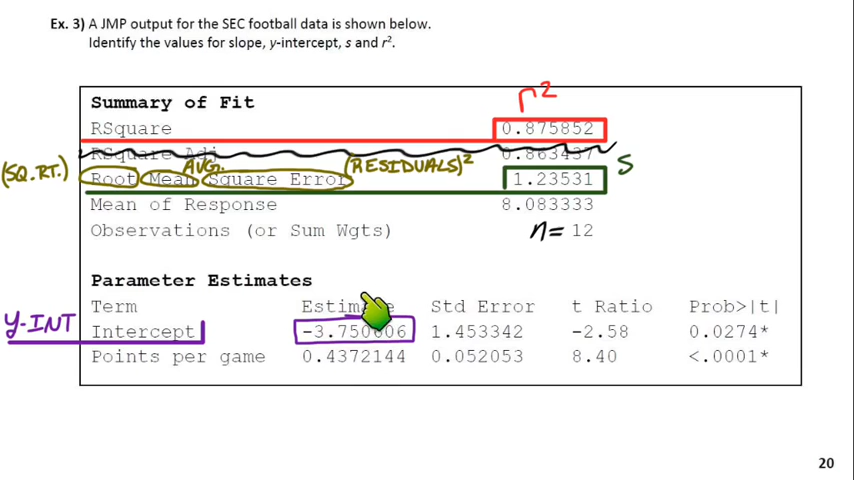 Ex. 3) A JMP output for the SEC football data is shown below.
Identify the values for slope, y-intercept, s and r².
r²
Summary of Fit
RSquare 0.875852
RSquare Adj 0.863437
(SQ.RT.) AVG. (RESIDUALS)²
Root Mean Square Error 1.23531 S
Mean of Response 8.083333
Observations (or Sum Wgts) n= 12
Parameter Estimates
Term Estimate Std Error t Ratio Prob>|t|
Y-INT Intercept 1.453342 -2.58 0.0274*
Points per game 0.4372144 0.052053 8.40 <.0001*
20